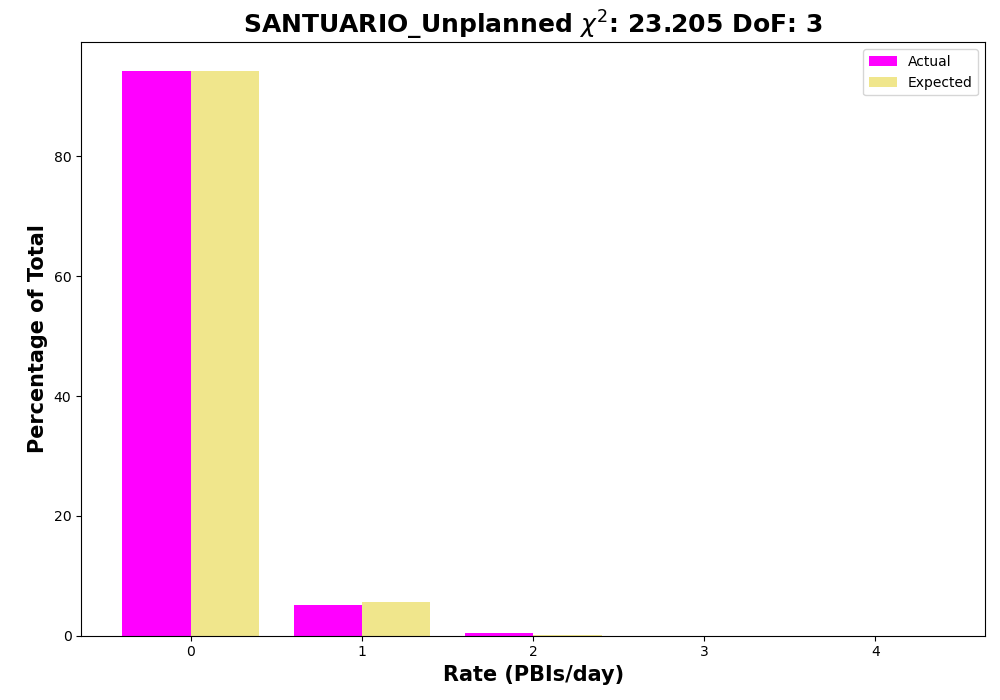 SANTUARIO_Unplanned χ²: 23.205 DoF: 3
Actual
Expected
80
60
40
20
0
Percentage of Total
0 1 2 3 4
Rate (PBIs/day)